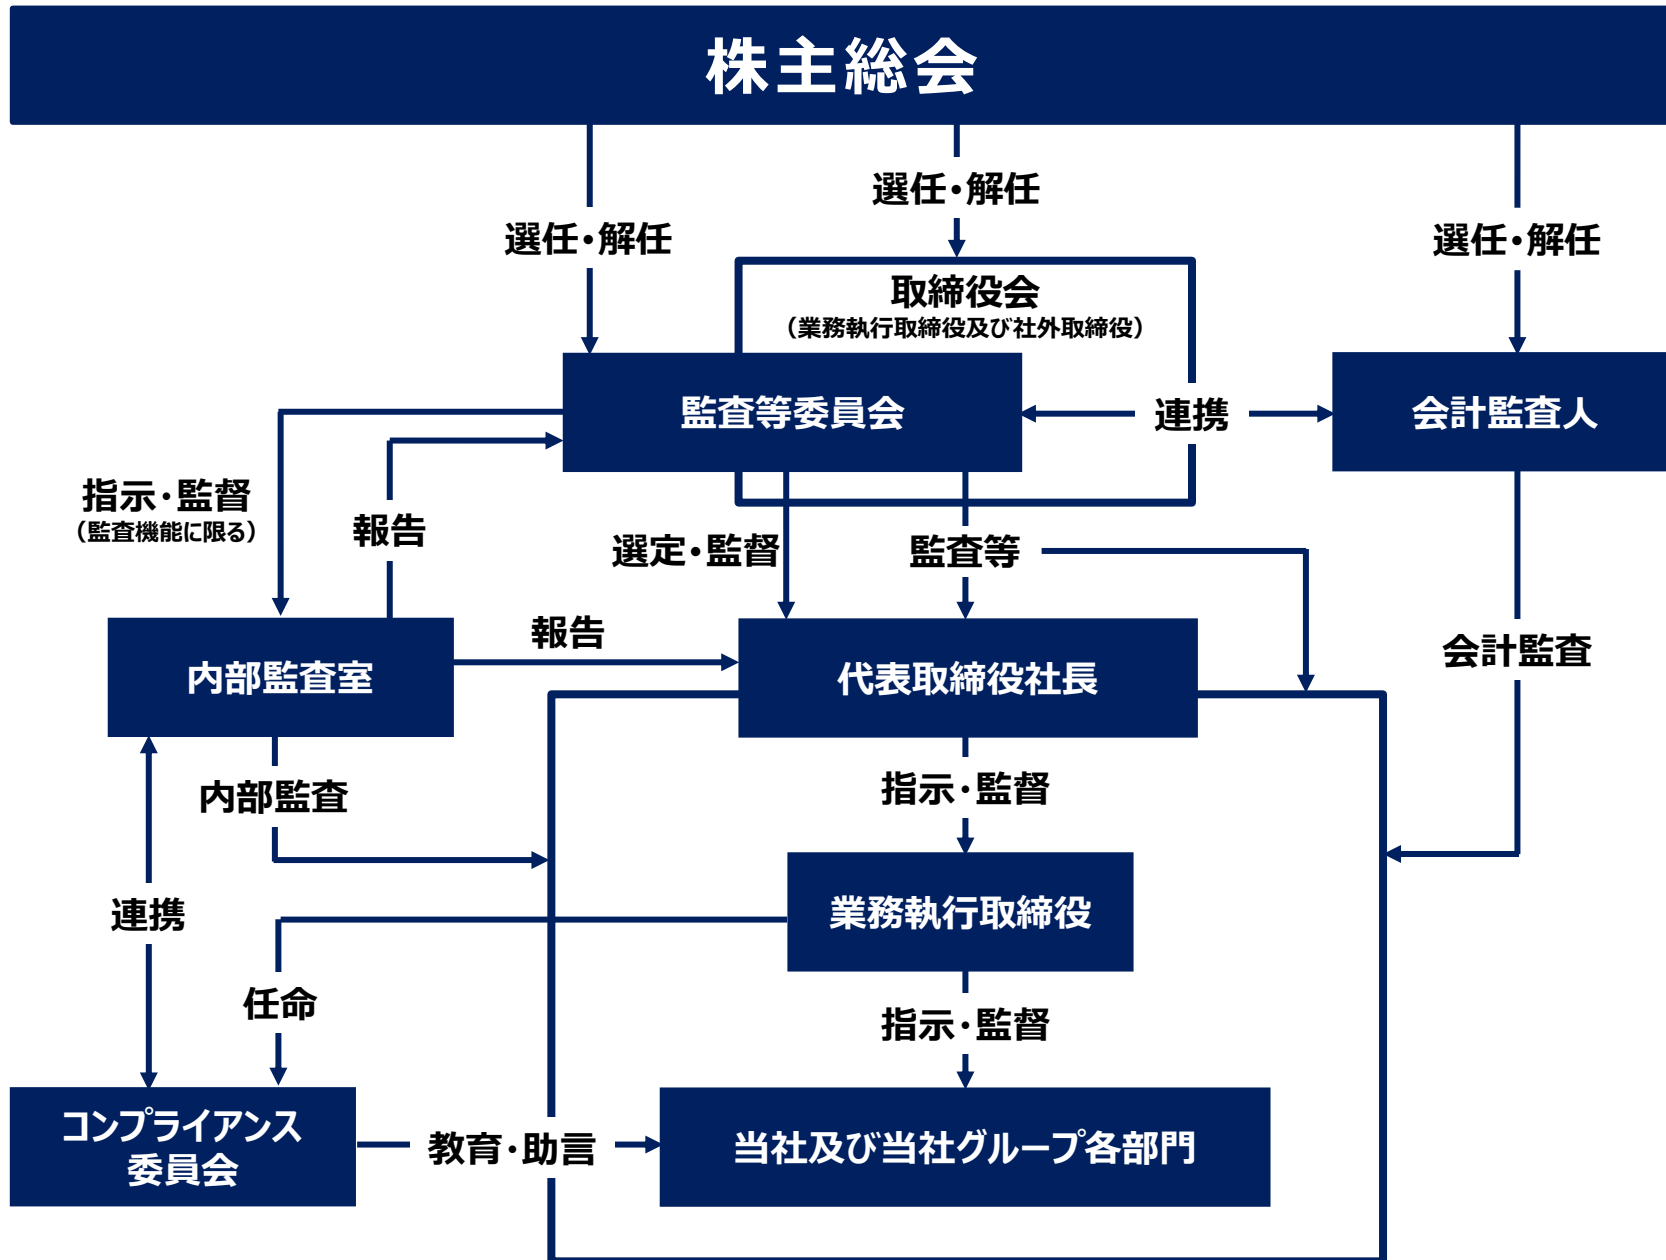 株主総会
選任・解任
選任・解任
選任・解任
取締役会
（業務執行取締役及び社外取締役）
監査等委員会
連携
会計監査人
指示・監督
（監査機能に限る）
報告
選定・監督
監査等
報告
内部監査室
代表取締役社長
会計監査
内部監査
指示・監督
連携
業務執行取締役
任命
指示・監督
コンプライアンス
委員会
教育・助言
当社及び当社グループ各部門